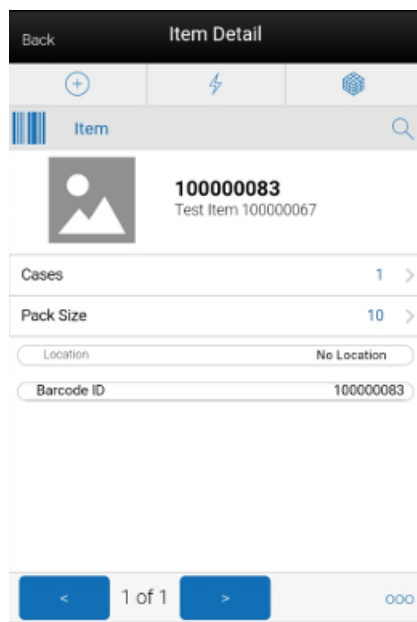 Back
Item Detail
Item
100000083
Test Item 100000067
Cases 1 >
Pack Size 10 >
Location No Location
Barcode ID 100000083
< 1 of 1 >
ooo